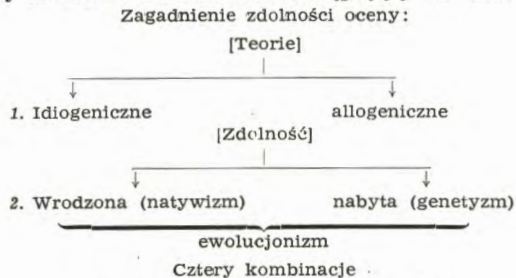 Zagadnienie zdolności oceny:
[Teorie]
1. Idiogeniczne allogeniczne
[Zdolność]
2. Wrodzona (natywizm) nabyta (genetyzm)
ewolucjonizm
Cztery kombinacje